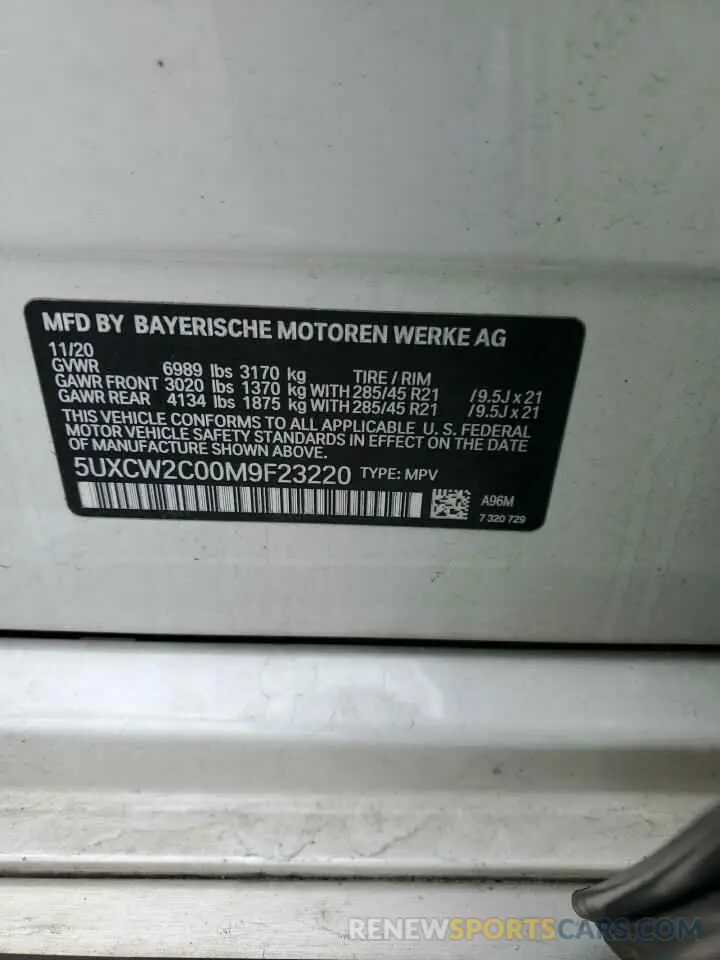 MFD BY BAYERISCHE MOTOREN WERKE AG
11/20
GVWR 6989 lbs 3170 kg TIRE / RIM
GAWR FRONT 3020 lbs 1370 kg WITH 285/45 R21 /9.5J x 21
GAWR REAR 4134 lbs 1875 kg WITH 285/45 R21 /9.5J x 21
THIS VEHICLE CONFORMS TO ALL APPLICABLE U. S. FEDERAL
MOTOR VEHICLE SAFETY STANDARDS IN EFFECT ON THE DATE
OF MANUFACTURE SHOWN ABOVE.
5UXCW2C00M9F23220 TYPE: MPV
A96M
7 320 729
RENEWSPORTSCARS.COM